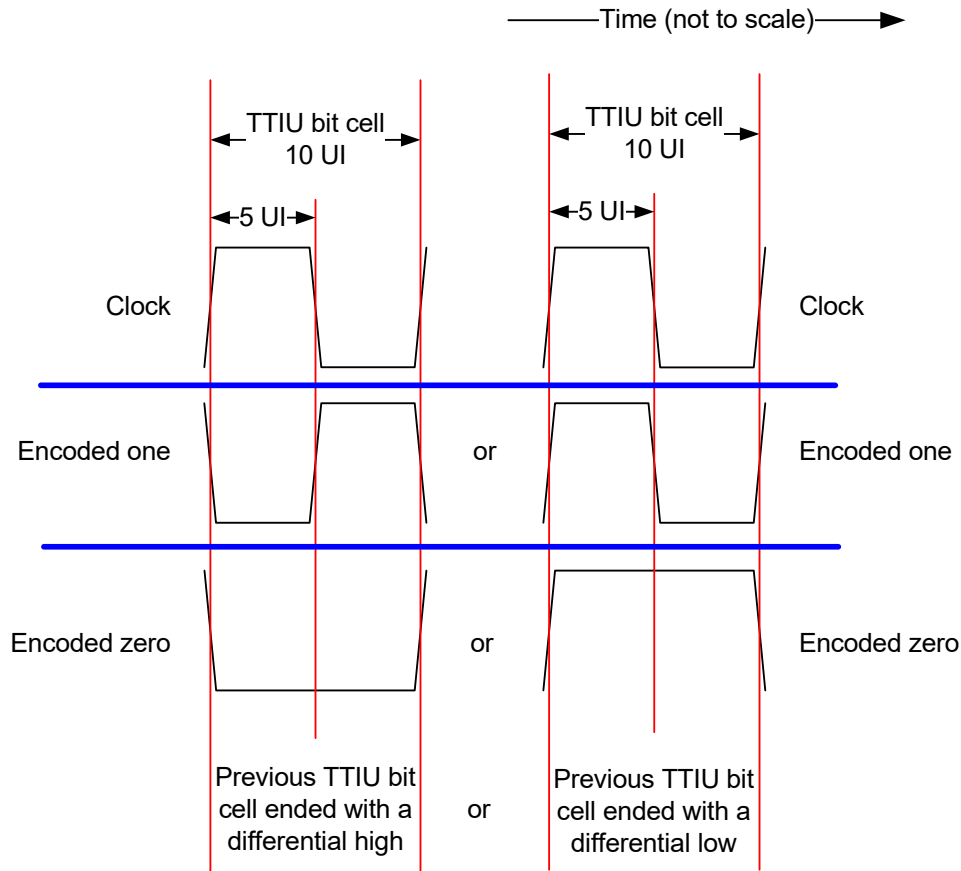 Time (not to scale)
TTIU bit cell
10 UI
TTIU bit cell
10 UI
5 UI
5 UI
Clock
Clock
Encoded one
or
Encoded one
Encoded zero
or
Encoded zero
Previous TTIU bit
cell ended with a
differential high
or
Previous TTIU bit
cell ended with a
differential low